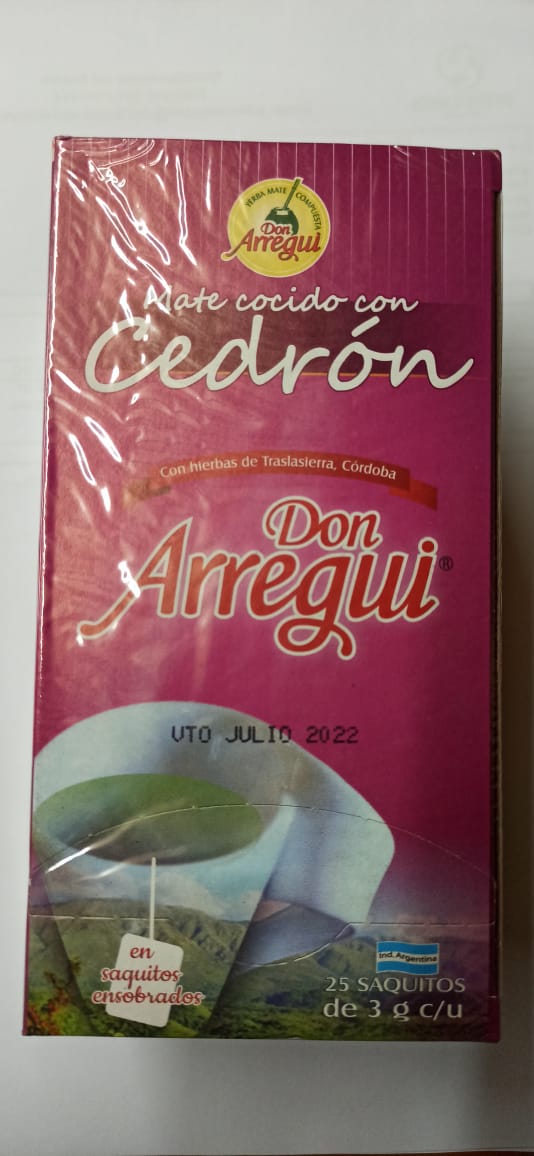 YERBA MATE COMPUESTA
Don
Arregui
Mate cocido con
Cedrón
Con hierbas de Traslasierra, Córdoba
Don
Arregui®
VTO JULIO 2022
en
saquitos
ensobrados
Ind. Argentina
25 SAQUITOS
de 3 g c/u